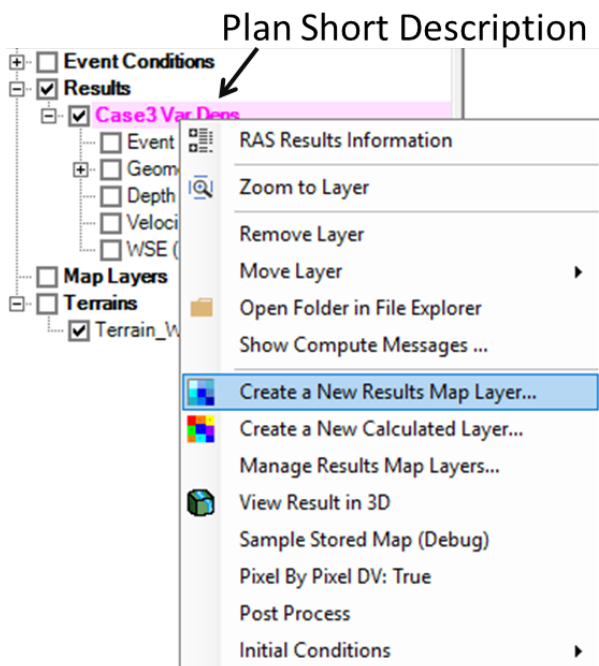 Plan Short Description
Event Conditions
Results
Case3 Var Dens
Event
Geom
Depth
Veloci
WSE (
Map Layers
Terrains
Terrain_W
RAS Results Information
Zoom to Layer
Remove Layer
Move Layer
Open Folder in File Explorer
Show Compute Messages ...
Create a New Results Map Layer...
Create a New Calculated Layer...
Manage Results Map Layers...
View Result in 3D
Sample Stored Map (Debug)
Pixel By Pixel DV: True
Post Process
Initial Conditions